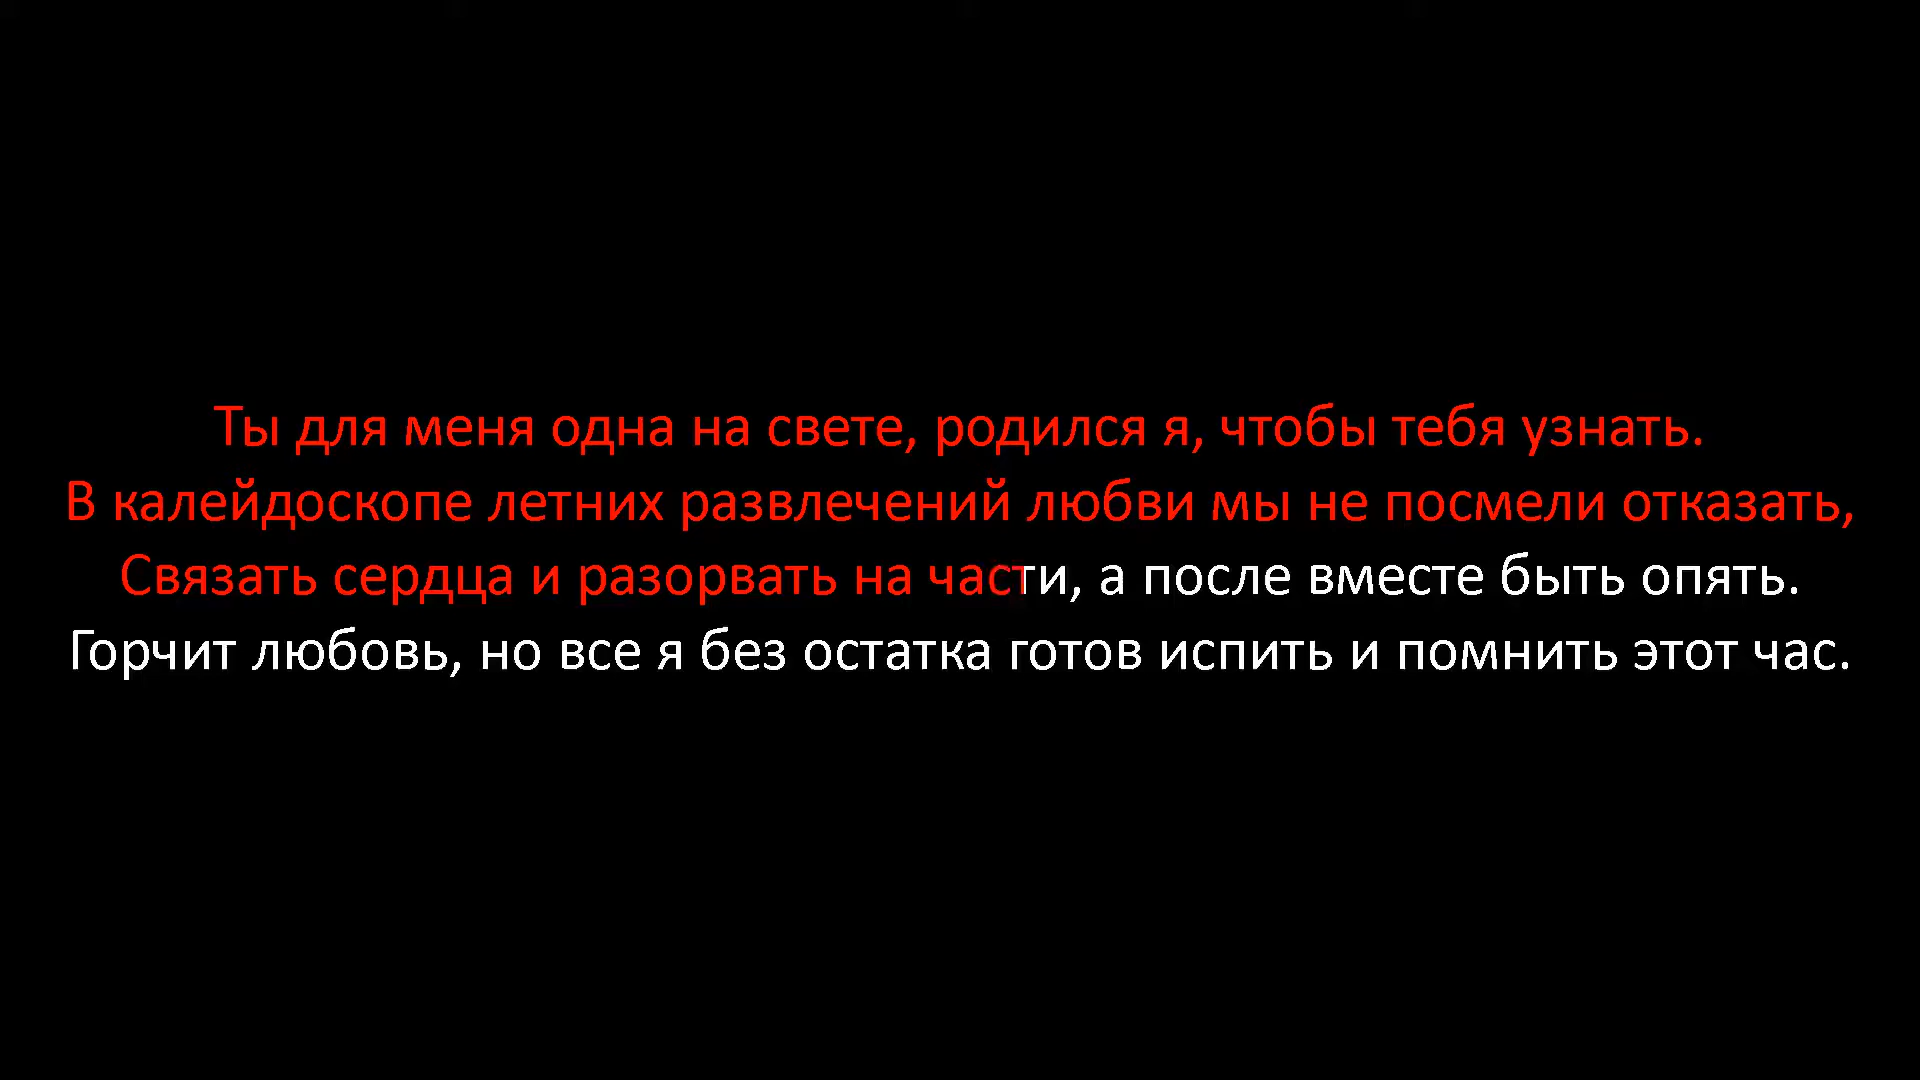 Ты для меня одна на свете, родился я, чтобы тебя узнать.
В калейдоскопе летних развлечений любви мы не посмели отказать,
Связать сердца и разорвать на части, а после вместе быть опять.
Горчит любовь, но все я без остатка готов испить и помнить этот час.